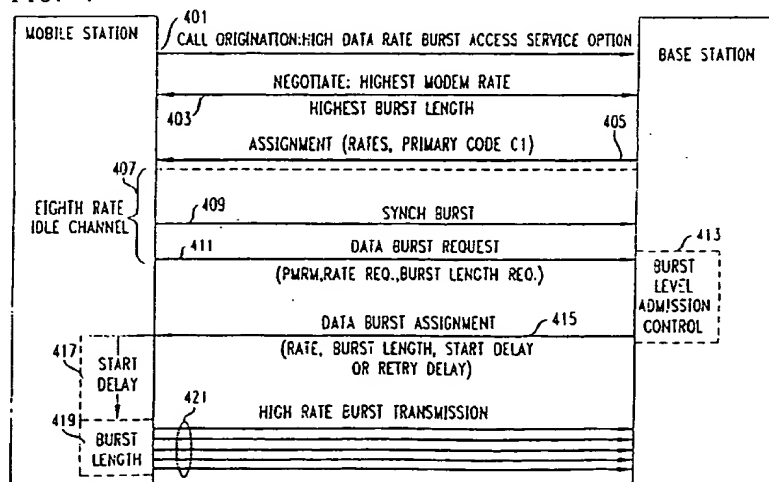 MOBILE STATION
BASE STATION
401
CALL ORIGINATION:HIGH DATA RATE BURST ACCESS SERVICE OPTION
NEGOTIATE: HIGHEST MODEM RATE
403
HIGHEST BURST LENGTH
405
ASSIGNMENT (RATES, PRIMARY CODE C1)
407
EIGHTH RATE
IDLE CHANNEL
409
SYNCH BURST
411
DATA BURST REQUEST
(PMRM,RATE REQ.,BURST LENGTH REQ.)
413
BURST
LEVEL
ADMISSION
CONTROL
DATA BURST ASSIGNMENT
415
(RATE, BURST LENGTH, START DELAY
OR RETRY DELAY)
417
START
DELAY
421
HIGH RATE BURST TRANSMISSION
419
BURST
LENGTH